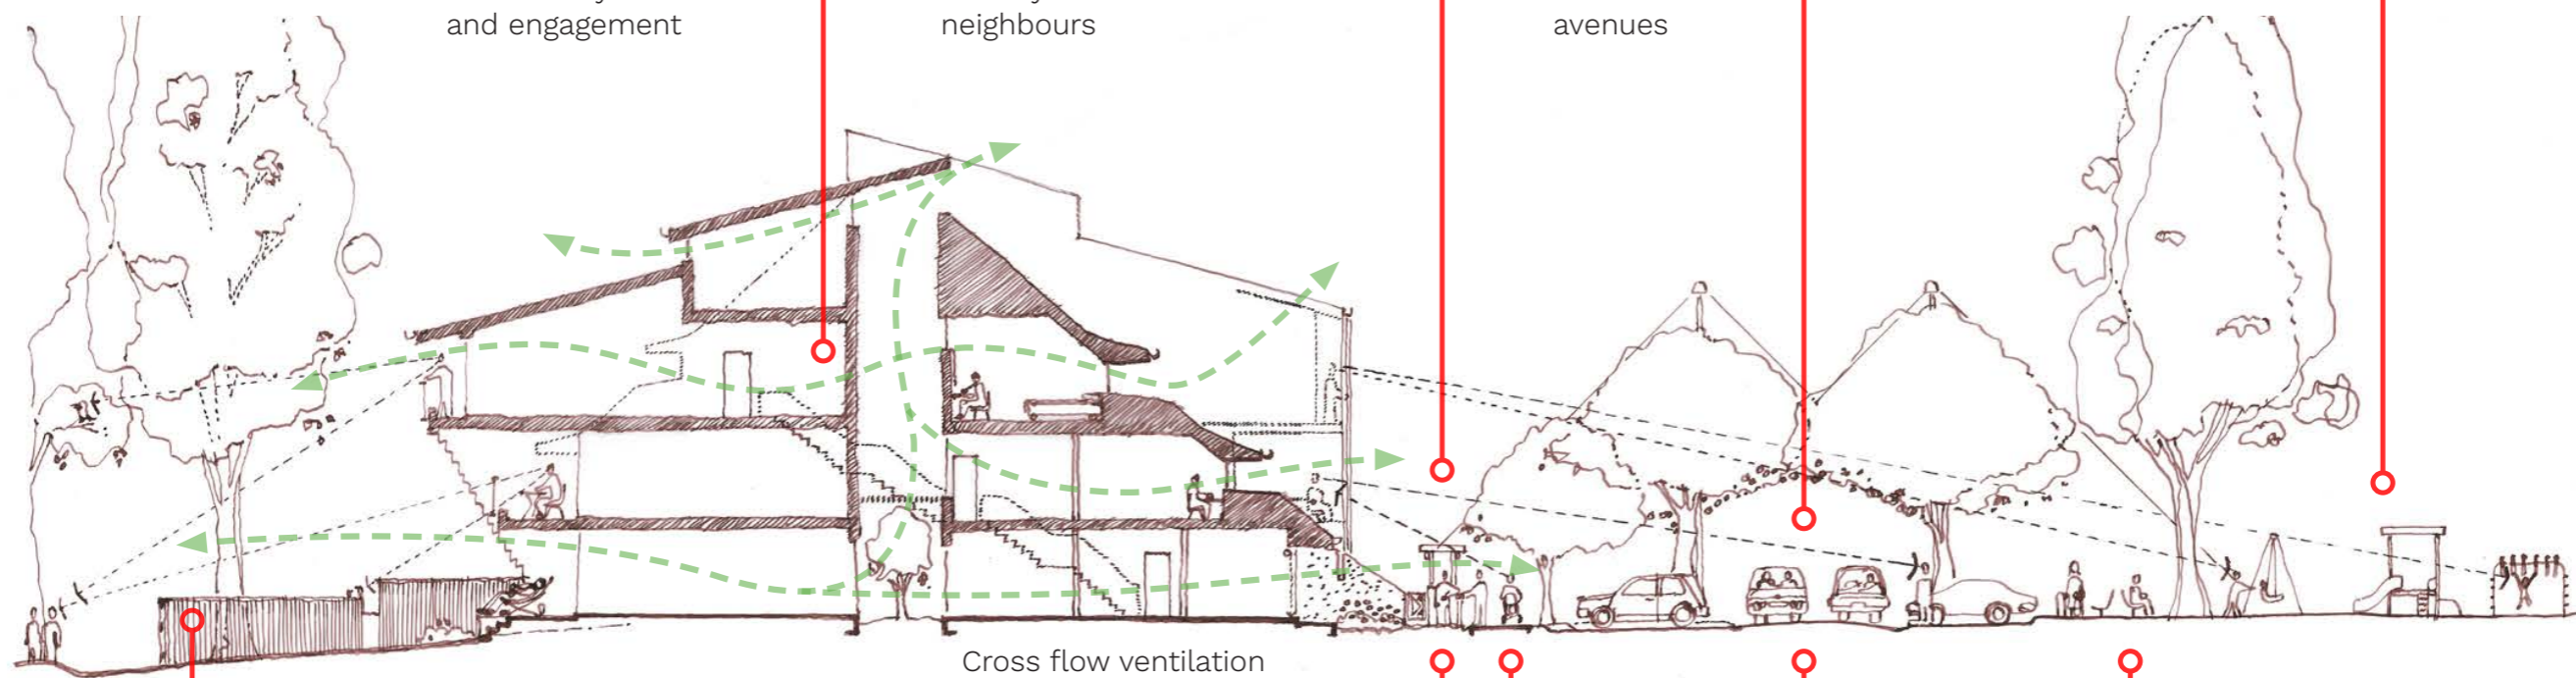 and engagement
neighbours
avenues
Cross flow ventilation